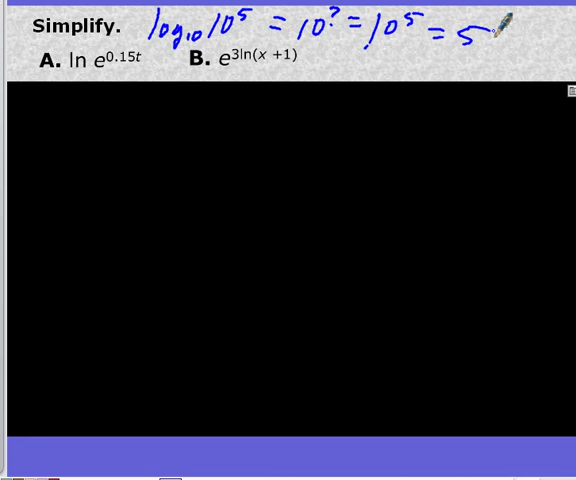 Simplify. log₁₀10⁵ = 10^? = 10⁵ = 5
A. ln e^0.15t B. e^3ln(x +1)